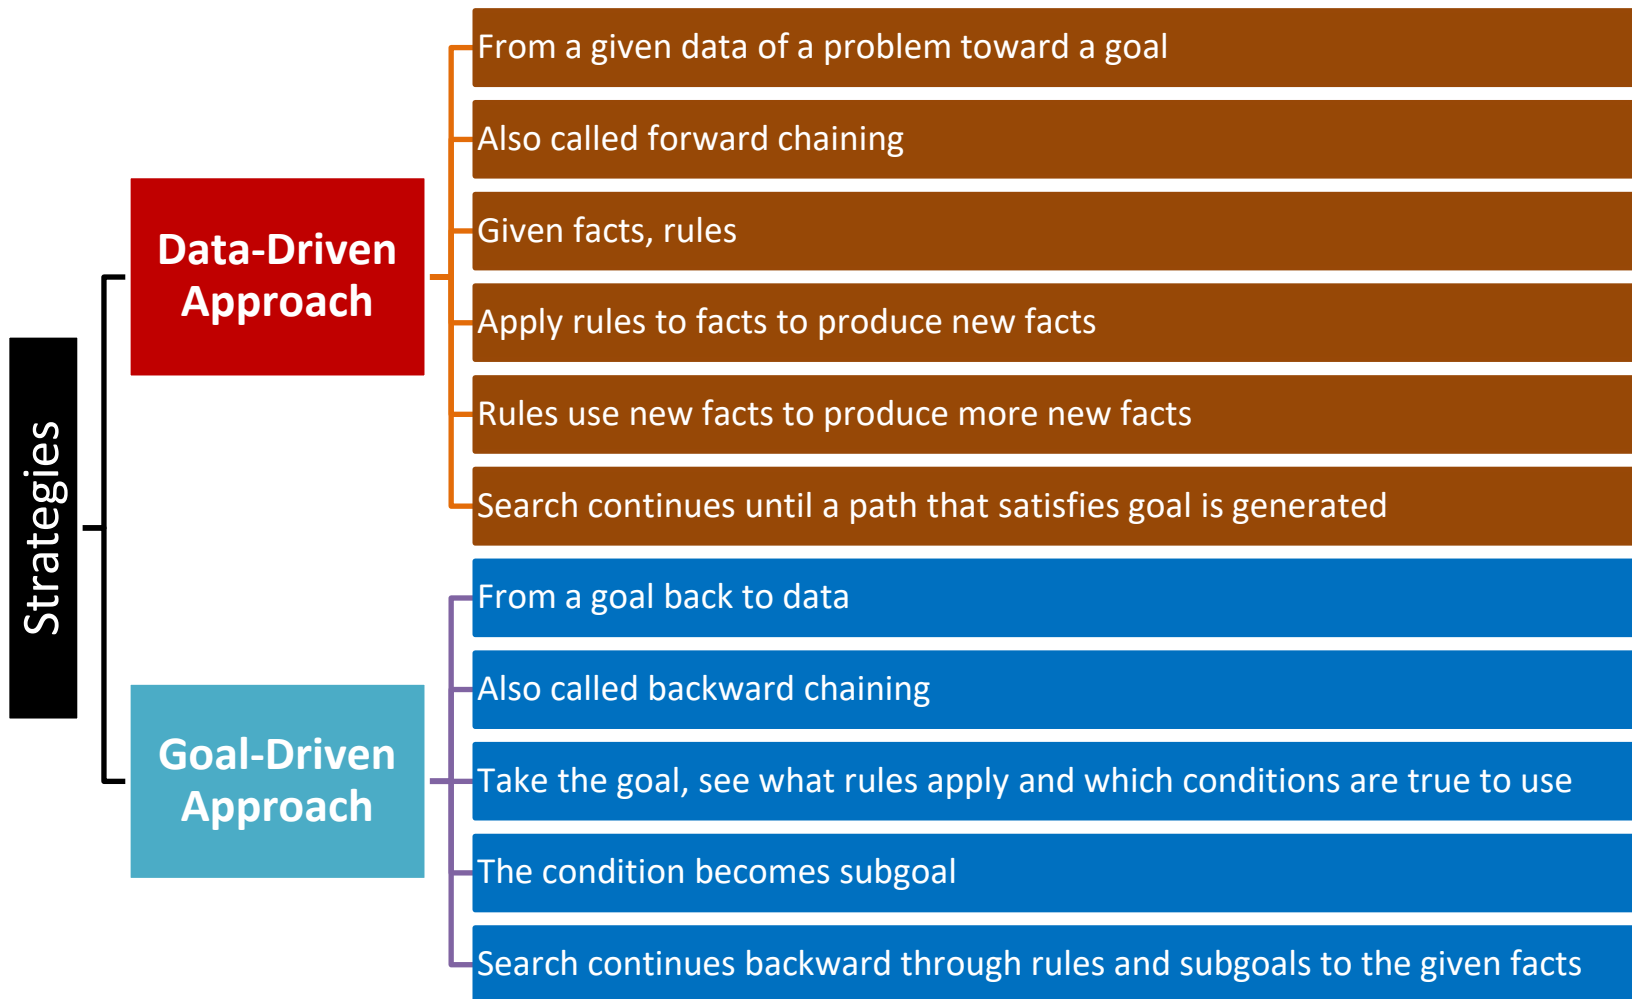 Strategies
Data-Driven
Approach
From a given data of a problem toward a goal
Also called forward chaining
Given facts, rules
Apply rules to facts to produce new facts
Rules use new facts to produce more new facts
Search continues until a path that satisfies goal is generated
Goal-Driven
Approach
From a goal back to data
Also called backward chaining
Take the goal, see what rules apply and which conditions are true to use
The condition becomes subgoal
Search continues backward through rules and subgoals to the given facts